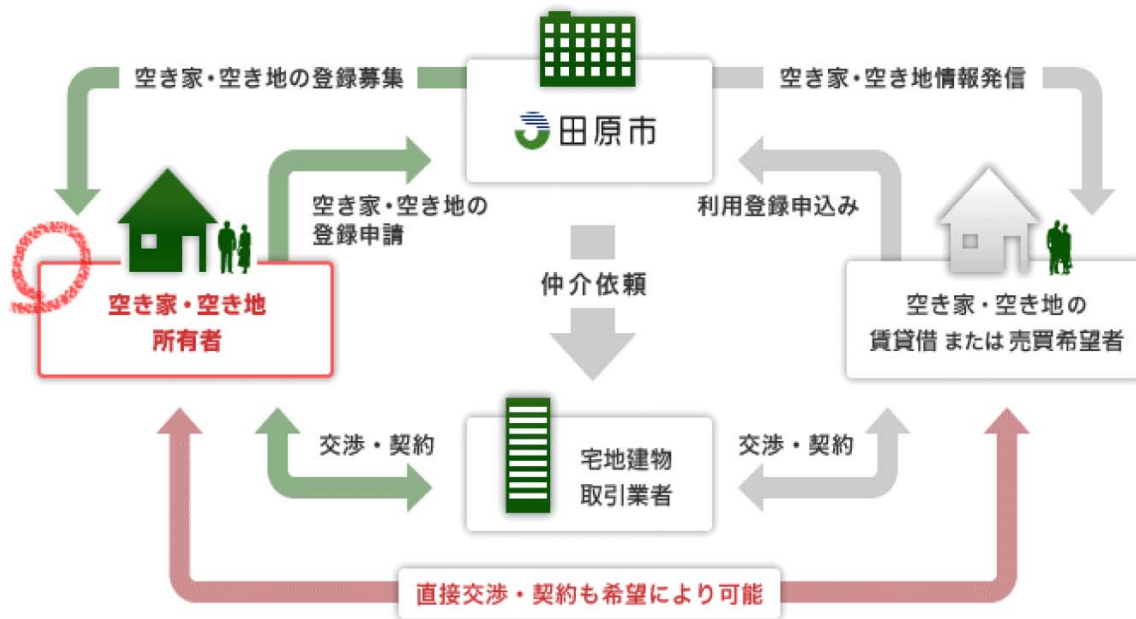 空き家・空き地の登録募集
空き家・空き地情報発信
田原市
空き家・空き地の
登録申請
利用登録申込み
仲介依頼
空き家・空き地
所有者
空き家・空き地の
賃貸借 または 売買希望者
交渉・契約
宅地建物
取引業者
交渉・契約
直接交渉・契約も希望により可能